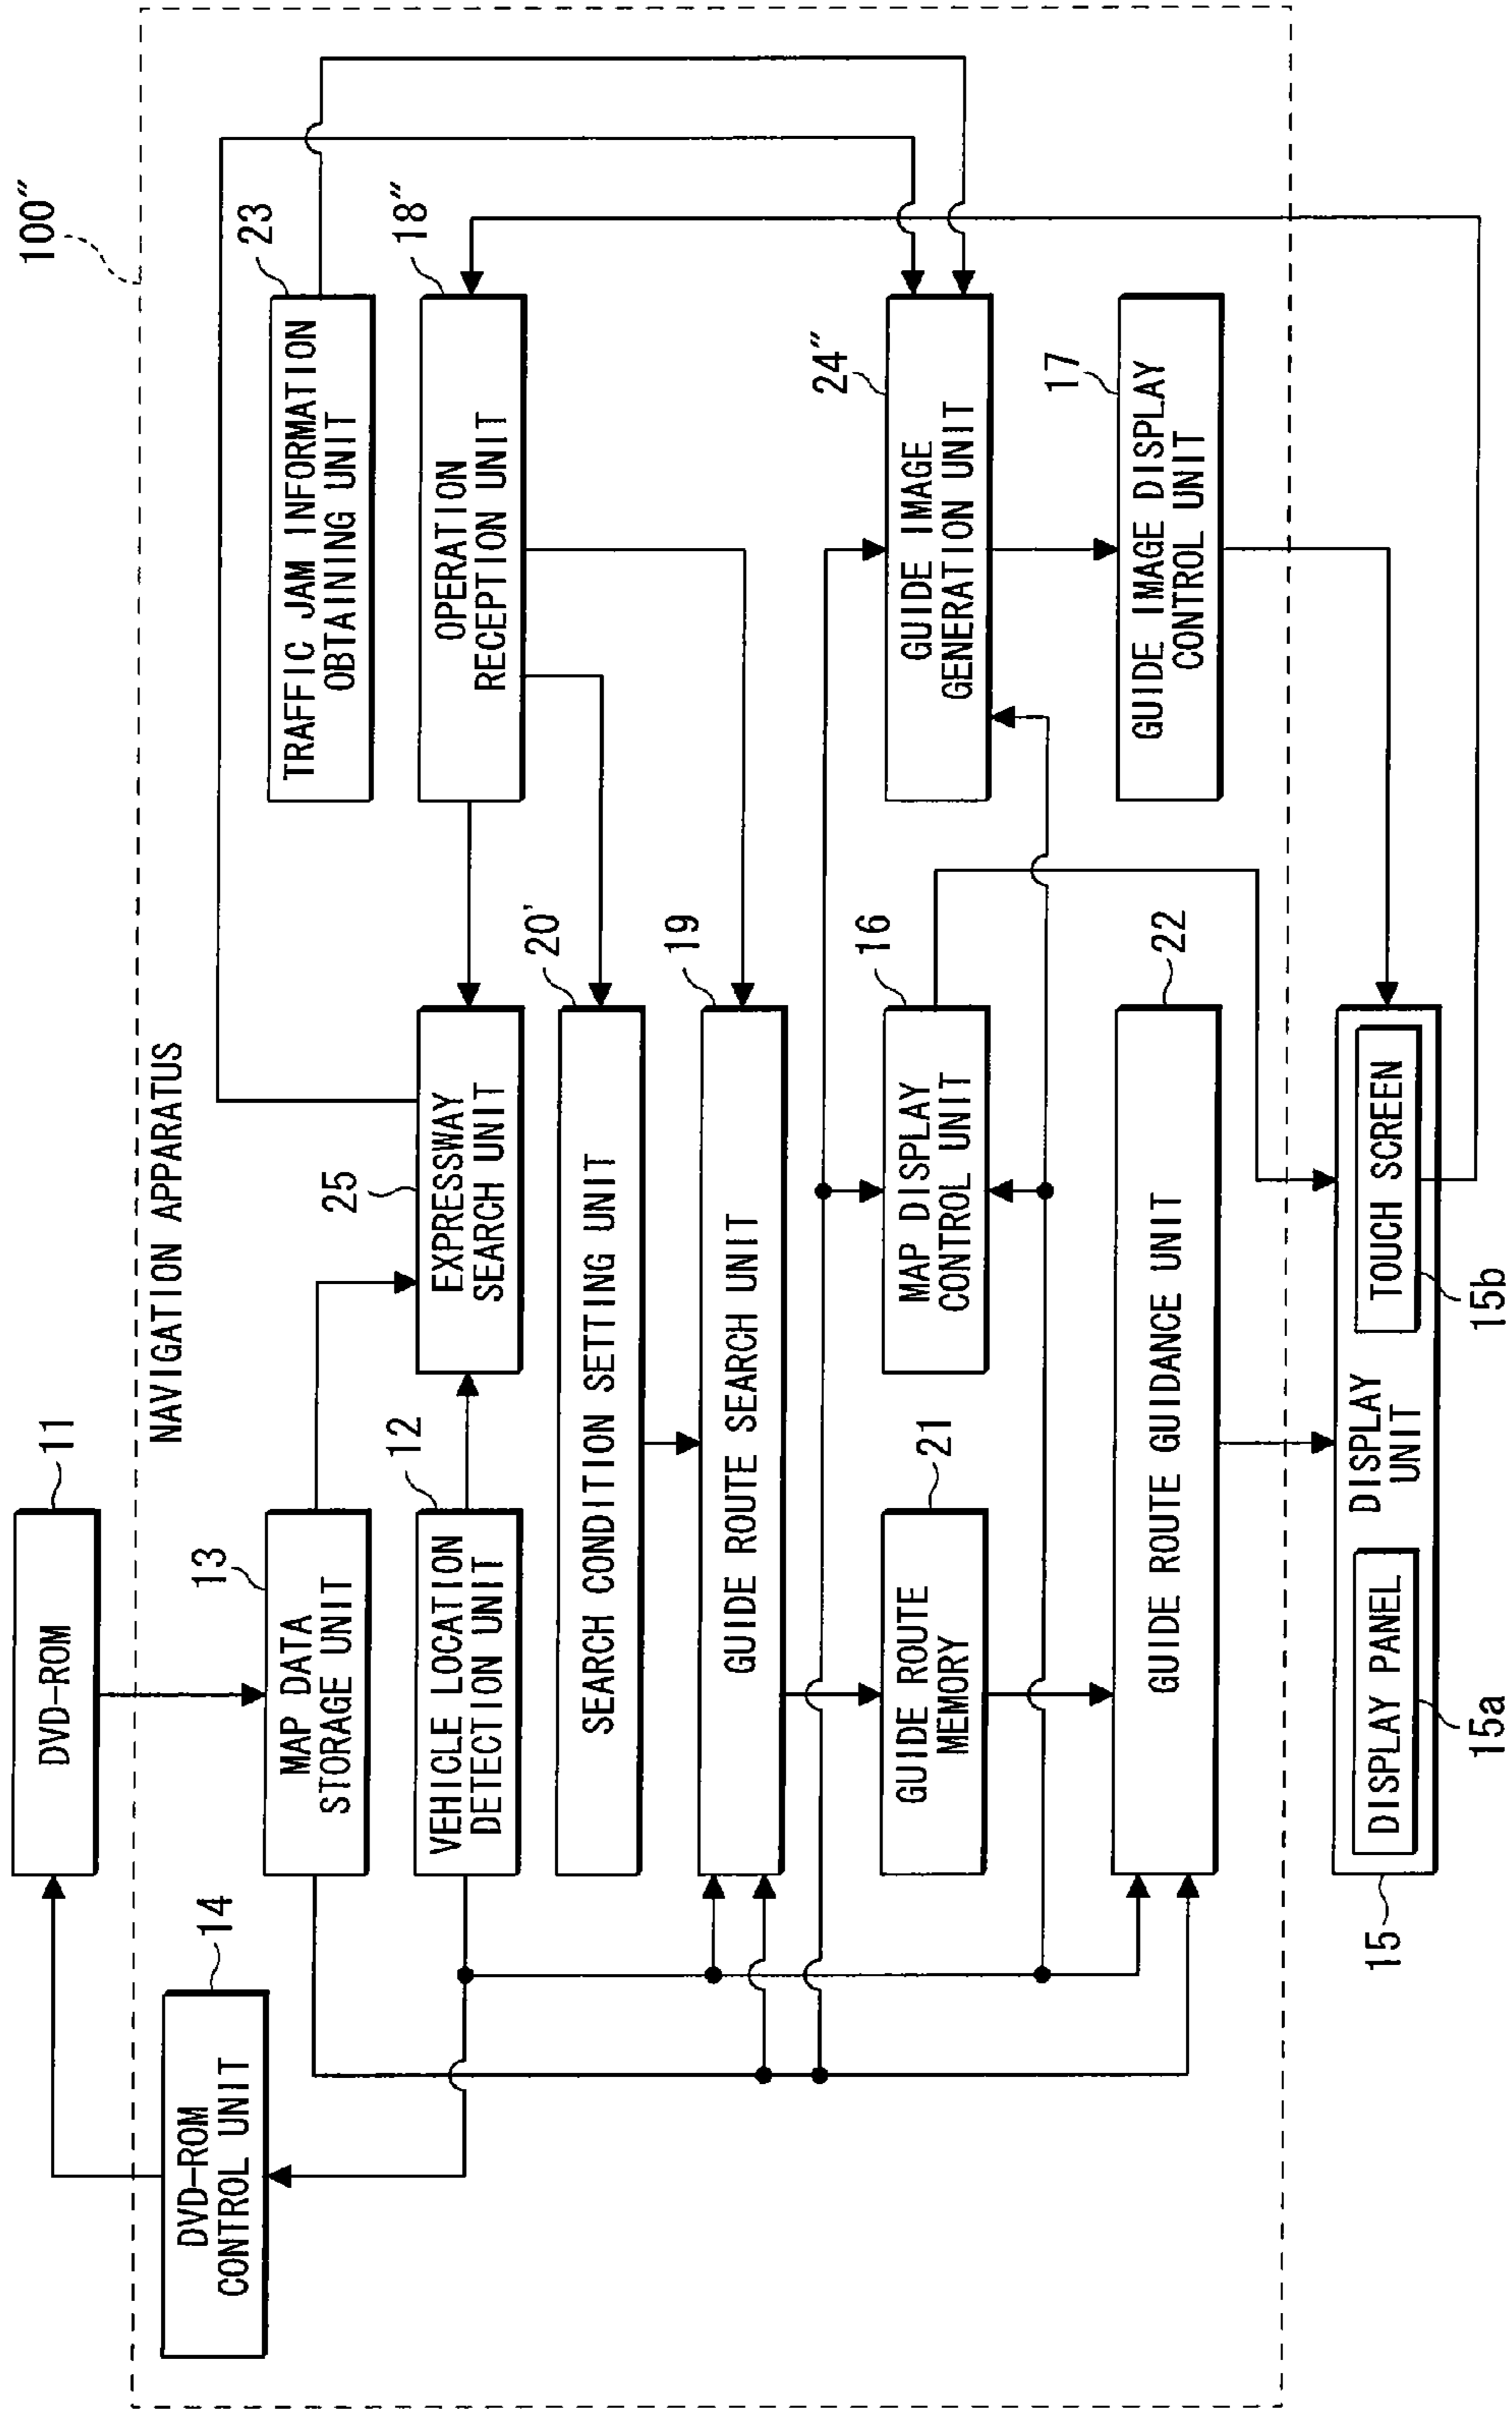 100″
11
DVD-ROM
NAVIGATION APPARATUS
14
DVD-ROM
CONTROL UNIT
13
MAP DATA
STORAGE UNIT
23
TRAFFIC JAM INFORMATION
OBTAINING UNIT
12
VEHICLE LOCATION
DETECTION UNIT
25
EXPRESSWAY
SEARCH UNIT
18″
OPERATION
RECEPTION UNIT
20'
SEARCH CONDITION SETTING UNIT
19
GUIDE ROUTE SEARCH UNIT
21
GUIDE ROUTE
MEMORY
16
MAP DISPLAY
CONTROL UNIT
24″
GUIDE IMAGE
GENERATION UNIT
22
GUIDE ROUTE GUIDANCE UNIT
17
GUIDE IMAGE DISPLAY
CONTROL UNIT
15
DISPLAY PANEL
15a
DISPLAY
UNIT
TOUCH SCREEN
15b